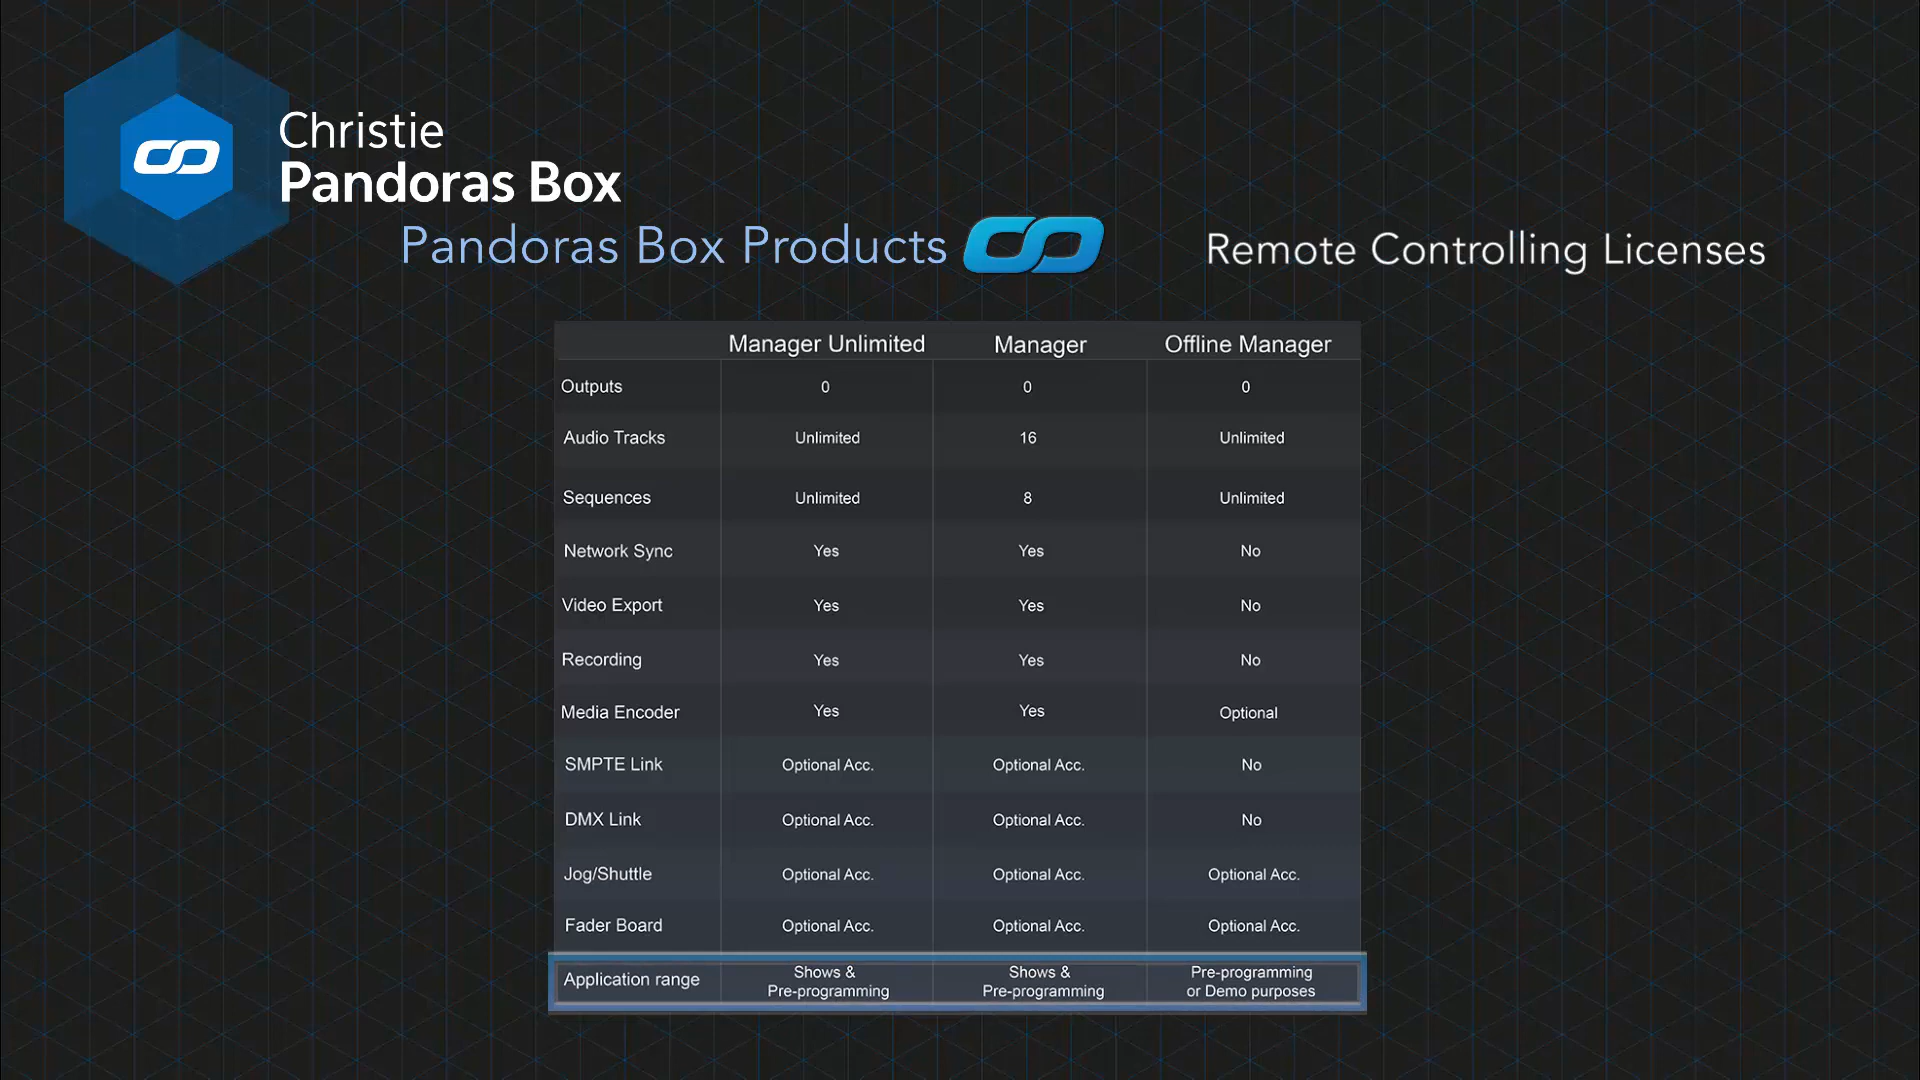 Christie
Pandoras Box
Pandoras Box Products
Remote Controlling Licenses
Manager Unlimited Manager Offline Manager
Outputs 0 0 0
Audio Tracks Unlimited 16 Unlimited
Sequences Unlimited 8 Unlimited
Network Sync Yes Yes No
Video Export Yes Yes No
Recording Yes Yes No
Media Encoder Yes Yes Optional
SMPTE Link Optional Acc. Optional Acc. No
DMX Link Optional Acc. Optional Acc. No
Jog/Shuttle Optional Acc. Optional Acc. Optional Acc.
Fader Board Optional Acc. Optional Acc. Optional Acc.
Application range Shows & Shows & Pre-programming
Pre-programming Pre-programming or Demo purposes